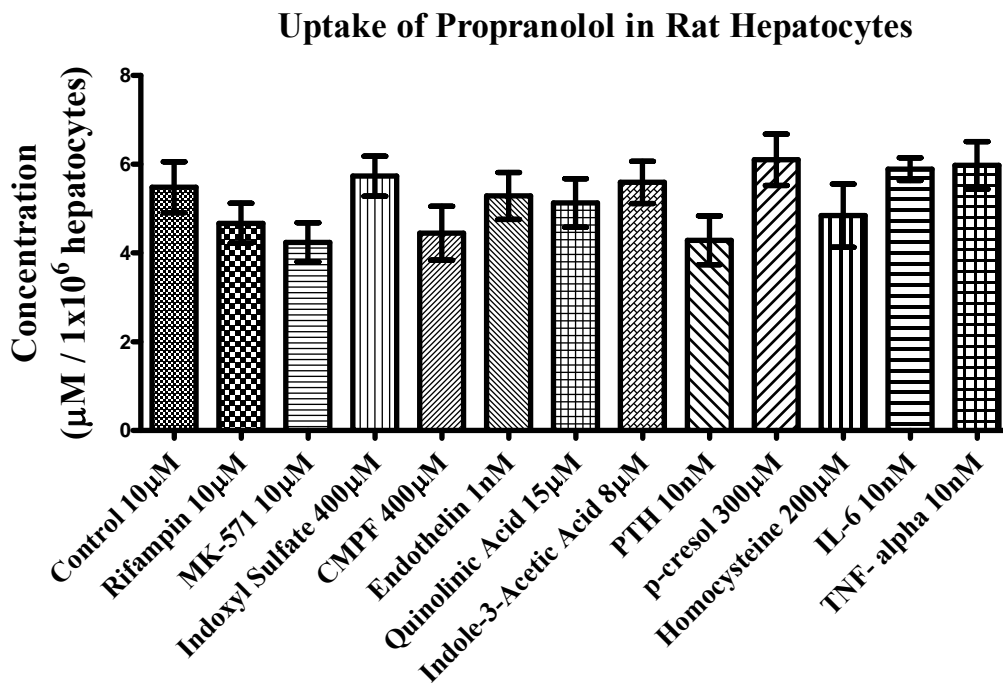 Uptake of Propranolol in Rat Hepatocytes
Concentration
(µM / 1x10⁶ hepatocytes)
8
6
4
2
0
Control 10µM
Rifampin 10µM
MK-571 10µM
Indoxyl Sulfate 400µM
CMPF 400µM
Endothelin 1nM
Quinolinic Acid 15µM
Indole-3-Acetic Acid 8µM
PTH 10nM
p-cresol 300µM
Homocysteine 200µM
IL-6 10nM
TNF- alpha 10nM